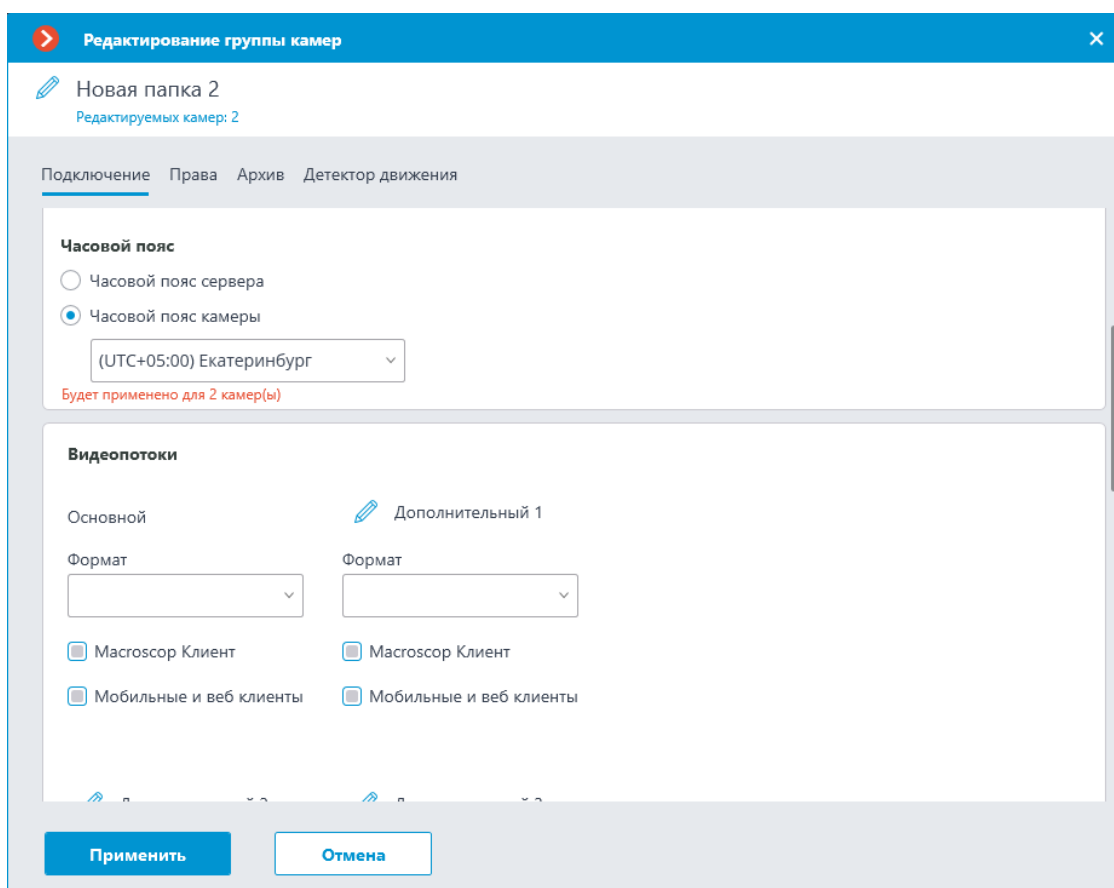 Редактирование группы камер
Новая папка 2
Редактируемых камер: 2
Подключение Права Архив Детектор движения
Часовой пояс
Часовой пояс сервера
Часовой пояс камеры
(UTC+05:00) Екатеринбург
Будет применено для 2 камер(ы)
Видеопотоки
Основной Дополнительный 1
Формат Формат
Macroscop Клиент Macroscop Клиент
Мобильные и веб клиенты Мобильные и веб клиенты
Применить Отмена